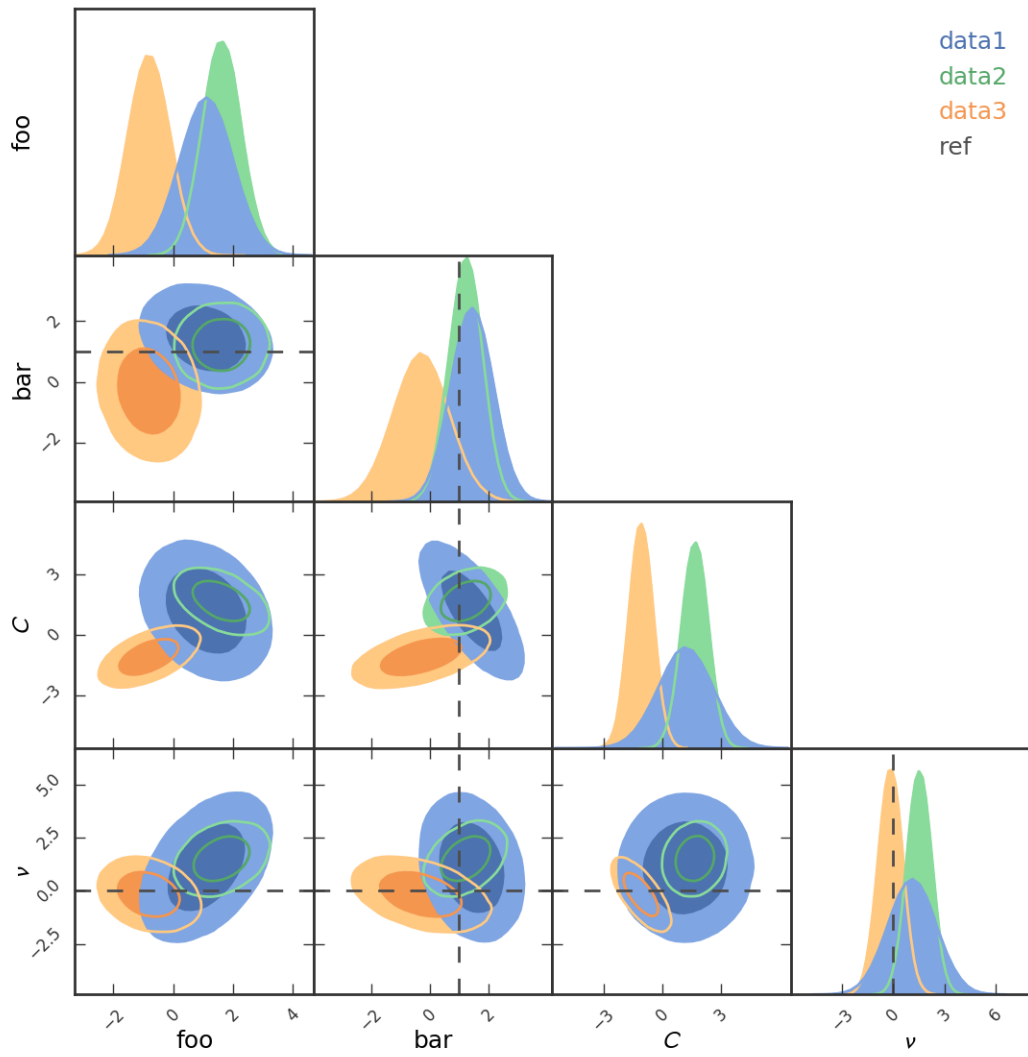 data1
data2
data3
ref
foo
bar
2
0
−2
C
3
0
−3
ν
5.0
2.5
0.0
−2.5
−2 0 2 4
−2 0 2
−3 0 3
−3 0 3 6
foo bar C ν